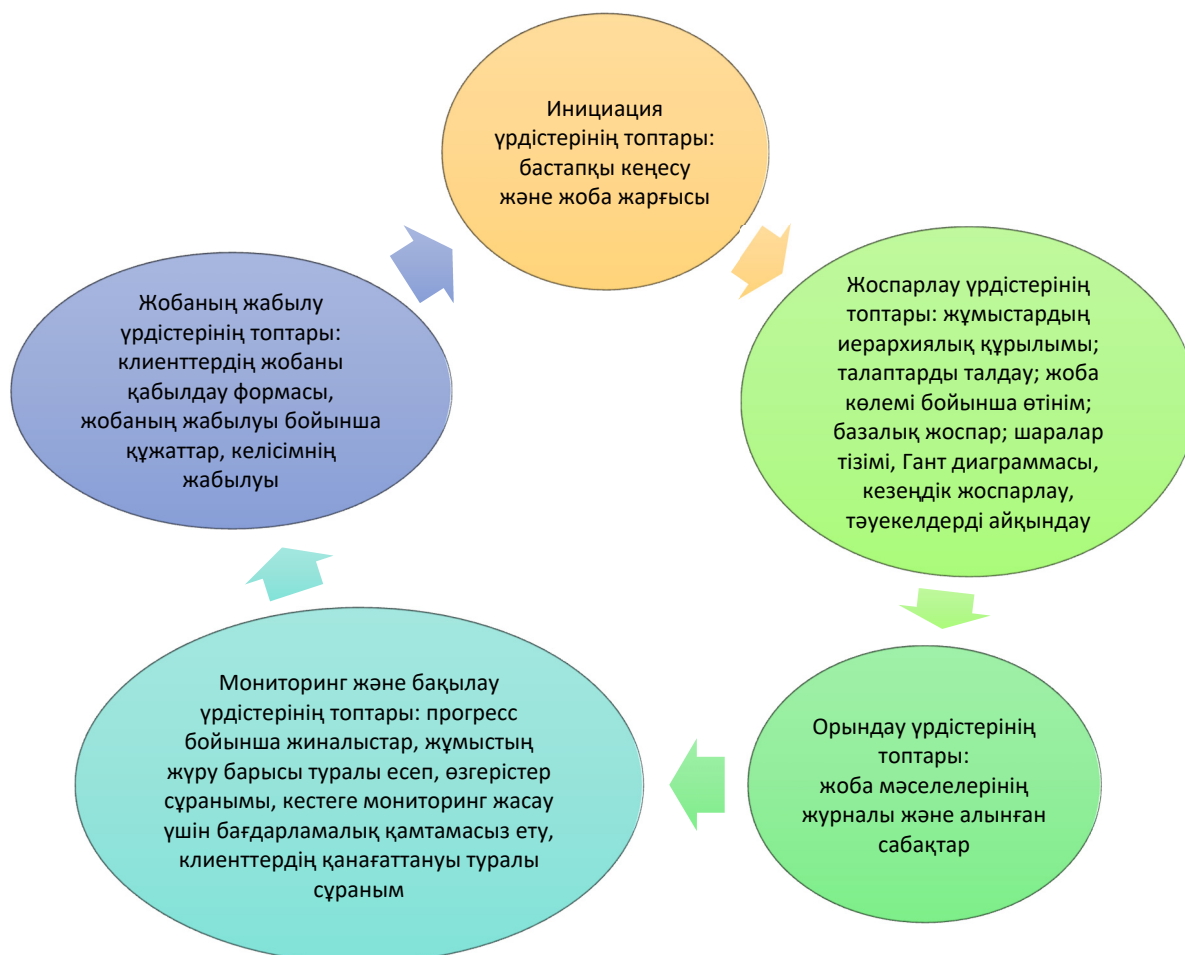 Инициация
үрдістерінің топтары:
бастапқы кеңесу
және жоба жарғысы
Жоспарлау үрдістерінің
топтары: жұмыстардың
иерархиялық құрылымы;
талаптарды талдау; жоба
көлемі бойынша өтінім;
базалық жоспар; шаралар
тізімі, Гант диаграммасы,
кезеңдік жоспарлау,
тәуекелдерді айқындау
Орындау үрдістерінің
топтары:
жоба мәселелерінің
журналы және алынған
сабақтар
Мониторинг және бақылау
үрдістерінің топтары: прогресс
бойынша жиналыстар, жұмыстың
жүру барысы туралы есеп, өзгерістер
сұранымы, кестеге мониторинг жасау
үшін бағдарламалық қамтамасыз ету,
клиенттердің қанағаттануы туралы
сұраным
Жобаның жабылу
үрдістерінің топтары:
клиенттердің жобаны
қабылдау формасы,
жобаның жабылуы бойынша
құжаттар, келісімнің
жабылуы